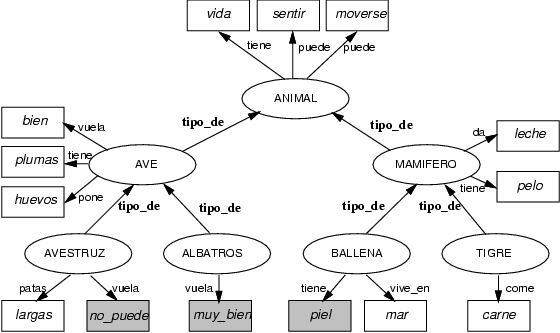 vida sentir moverse
tiene puede puede
ANIMAL
tipo_de tipo_de
bien vuela da leche
plumas tiene AVE MAMIFERO
huevos pone tiene pelo
tipo_de tipo_de tipo_de tipo_de
AVESTRUZ ALBATROS BALLENA TIGRE
patas vuela vuela tiene vive_en come
largas no_puede muy_bien piel mar carne